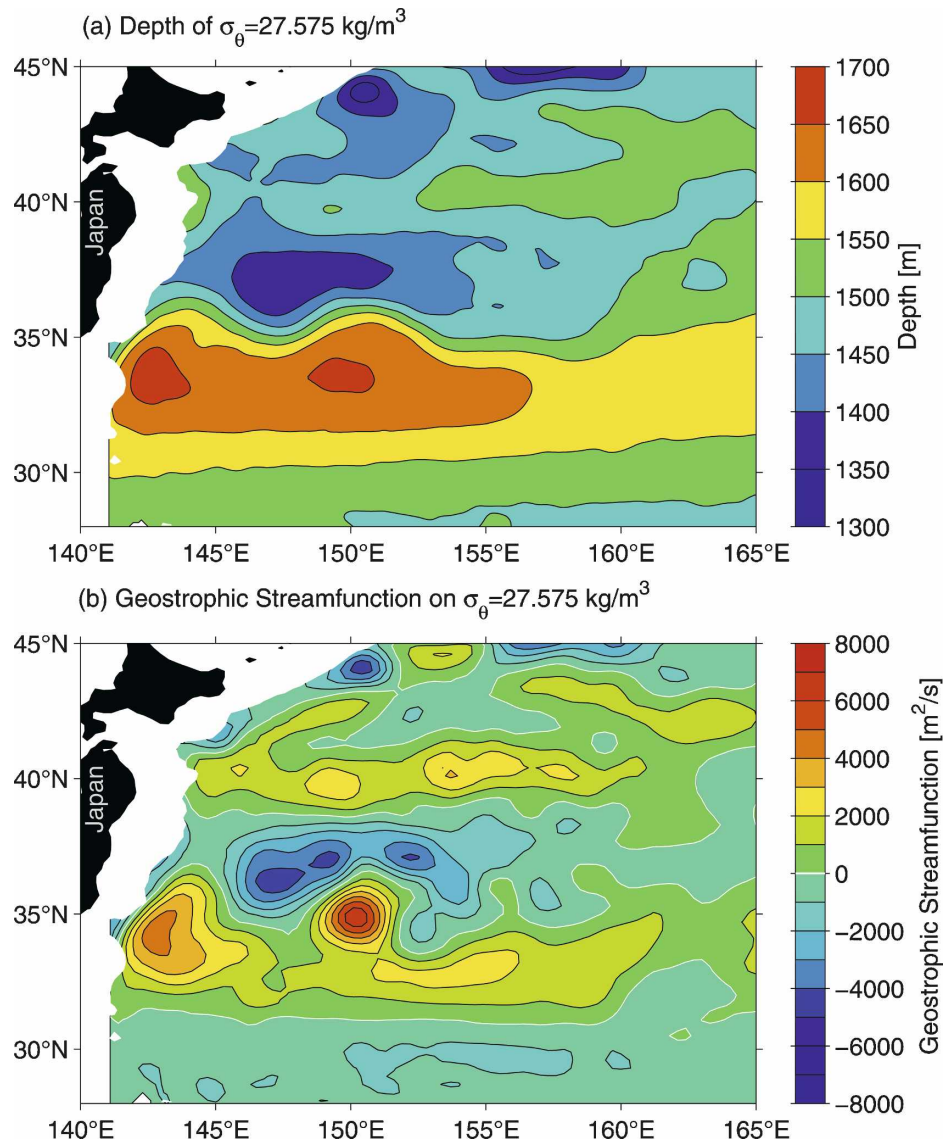 (a) Depth of σθ=27.575 kg/m³
45°N
40°N
35°N
30°N
140°E 145°E 150°E 155°E 160°E 165°E
Japan
1700
1650
1600
1550
1500
1450
1400
1350
1300
Depth [m]
(b) Geostrophic Streamfunction on σθ=27.575 kg/m³
45°N
40°N
35°N
30°N
140°E 145°E 150°E 155°E 160°E 165°E
Japan
8000
6000
4000
2000
0
−2000
−4000
−6000
−8000
Geostrophic Streamfunction [m²/s]